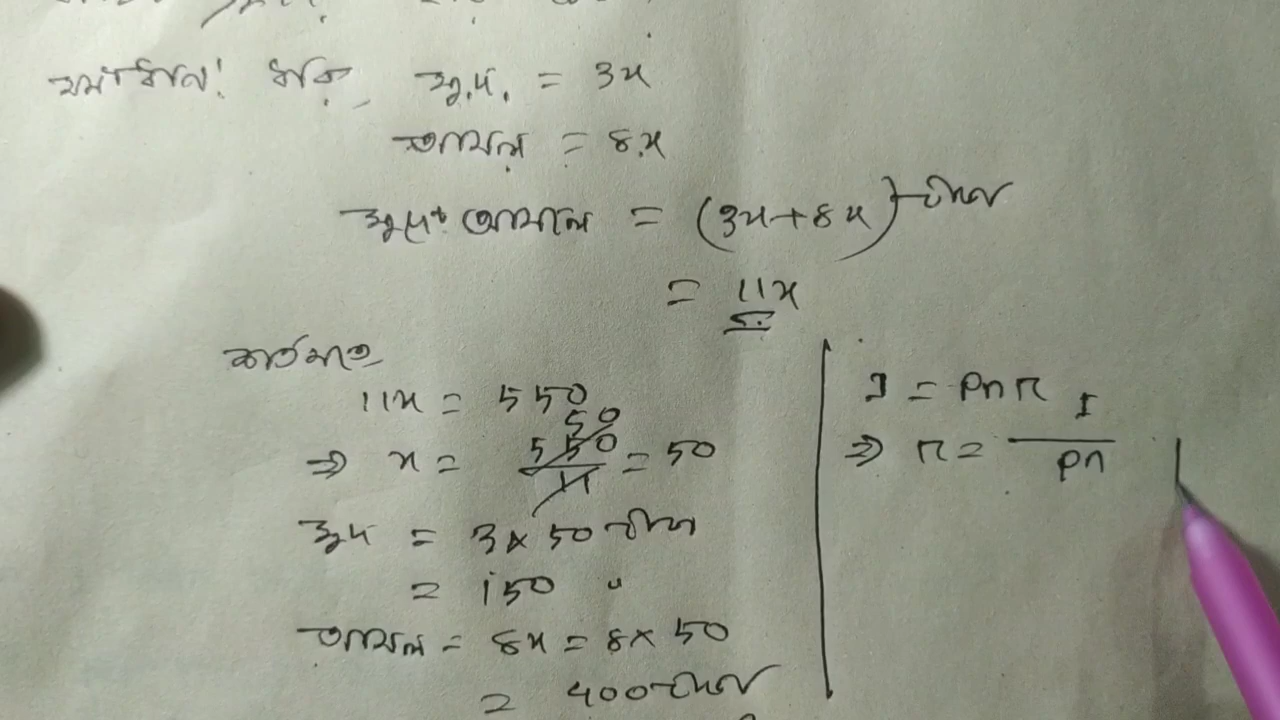 সমাধান: ধরি, সু.দ. = 3x
আসল = 8x
সুদ + আসল = (3x+8x) টাকা
= 11x
শর্তমতে,
11x = 550
⇒ x = 550/11 = 50
50
সুদ = 3 × 50 টাকা
= 150 "
আসল = 8x = 8 × 50
= 400 টাকা
I = Pnr
⇒ r = I/Pn